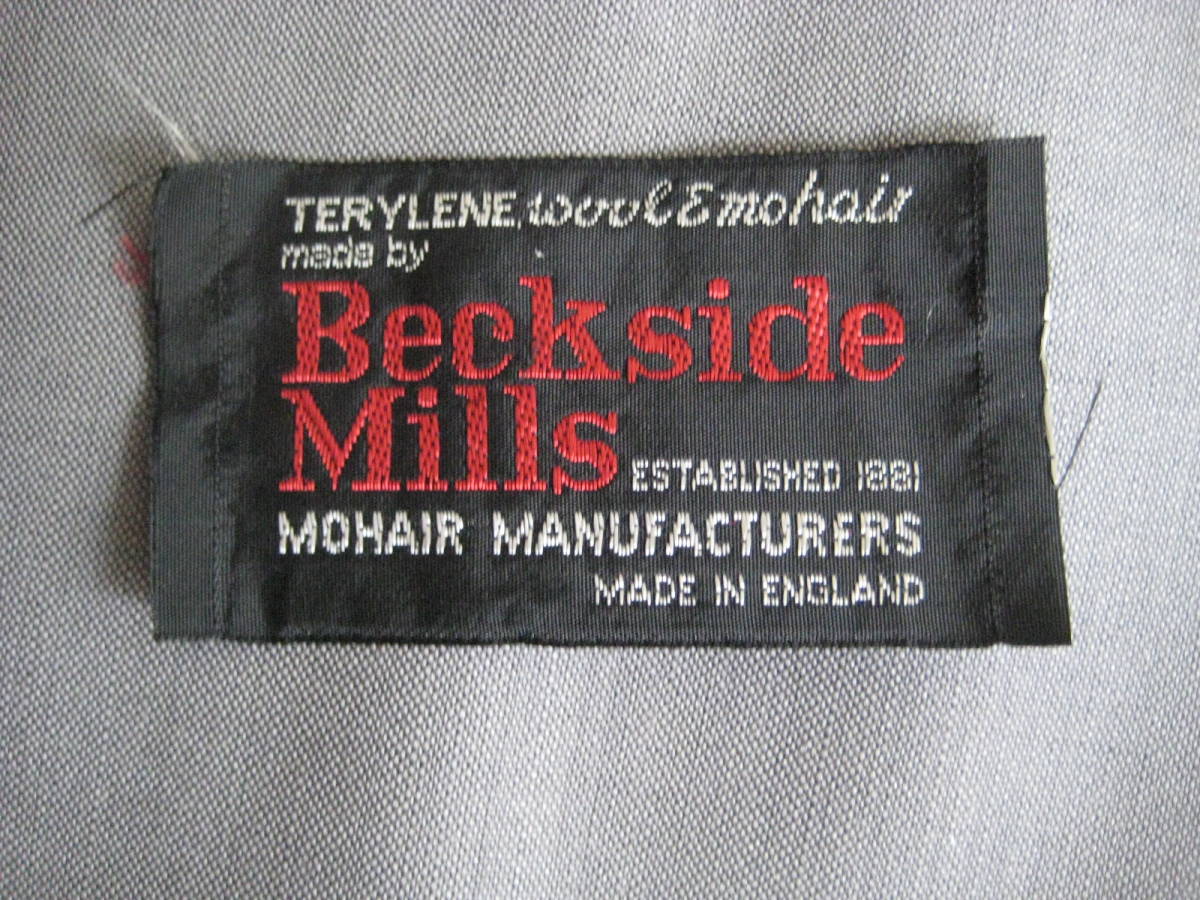 TERYLENE, wool & mohair
made by
Beckside
Mills ESTABLISHED 1881
MOHAIR MANUFACTURERS
MADE IN ENGLAND